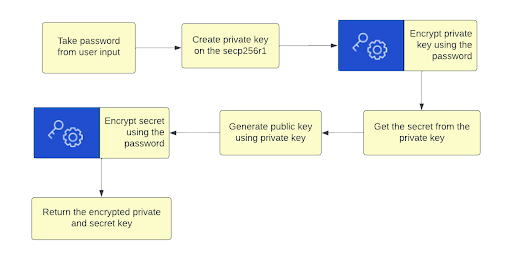 Take password
from user input
Create private key
on the secp256r1
Encrypt private
key using the
password
Get the secret from the
private key
Generate public key
using private key
Encrypt secret
using the
password
Return the encrypted private
and secret key